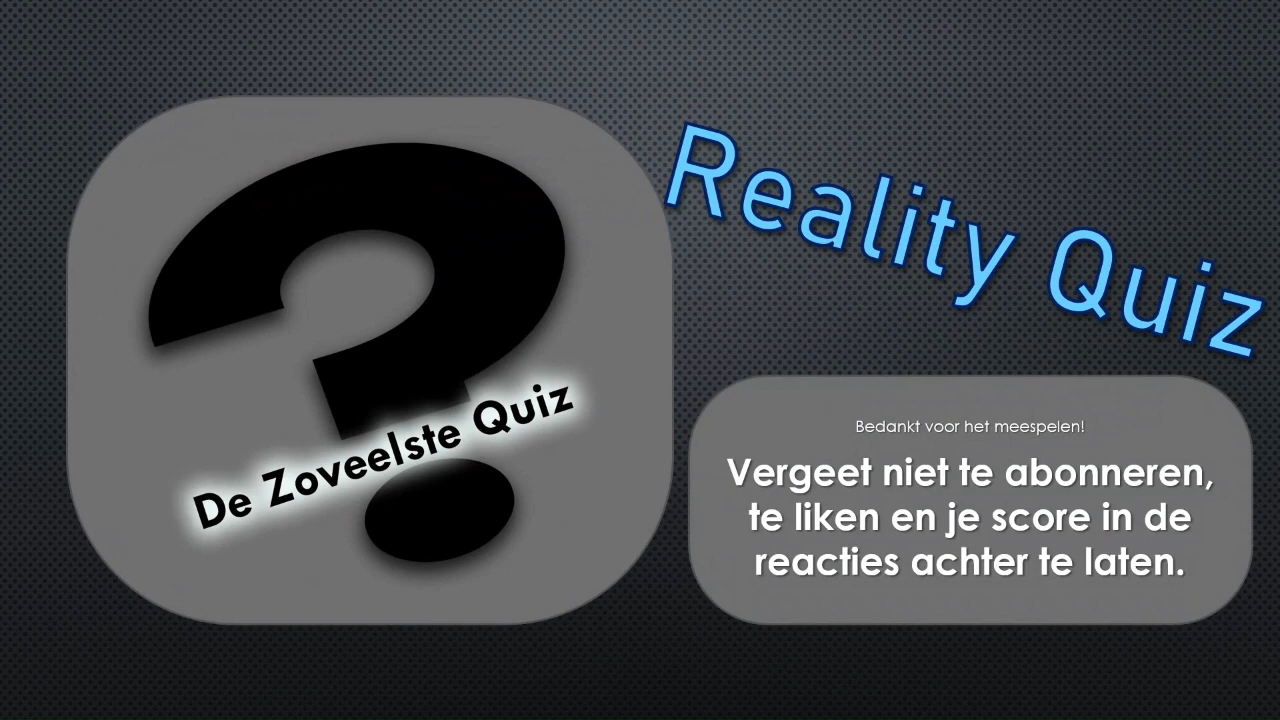 De Zoveelste Quiz
Reality Quiz
Bedankt voor het meespelen!
Vergeet niet te abonneren,
te liken en je score in de
reacties achter te laten.